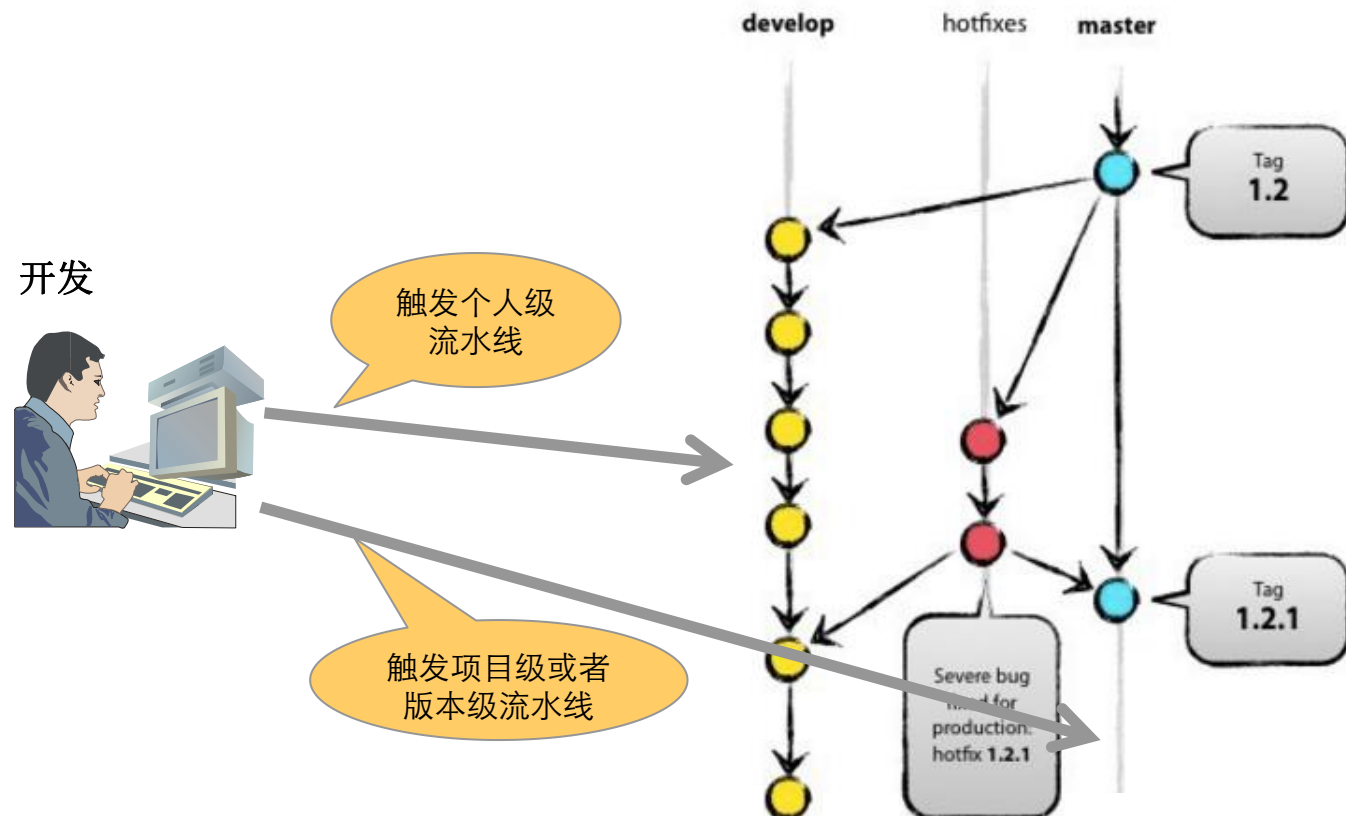 develop
hotfixes
master
Tag
1.2
开发
触发个人级
流水线
Tag
1.2.1
触发项目级或者
版本级流水线
Severe bug
fixed for
production:
hotfix 1.2.1